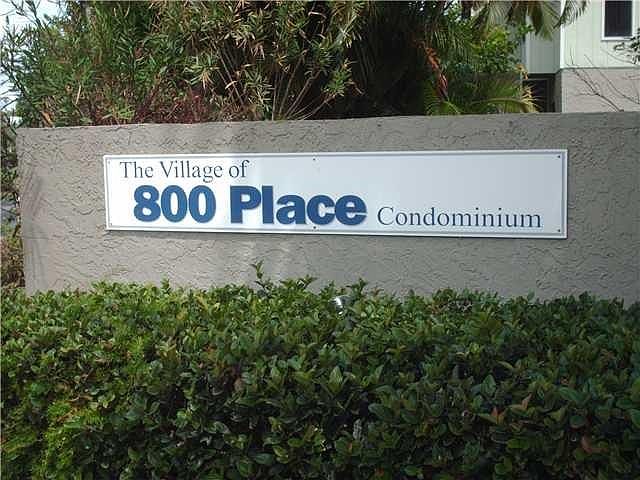 The Village of
800 Place Condominium